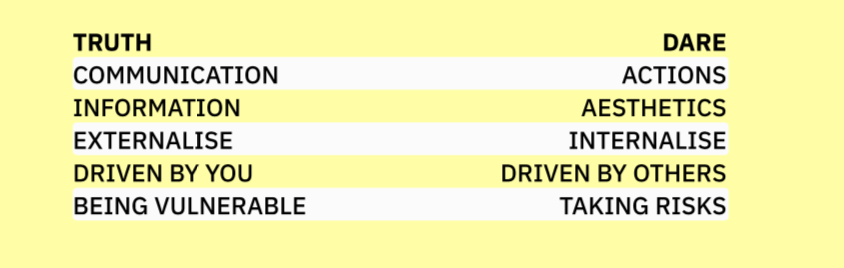 TRUTH DARE
COMMUNICATION ACTIONS
INFORMATION AESTHETICS
EXTERNALISE INTERNALISE
DRIVEN BY YOU DRIVEN BY OTHERS
BEING VULNERABLE TAKING RISKS